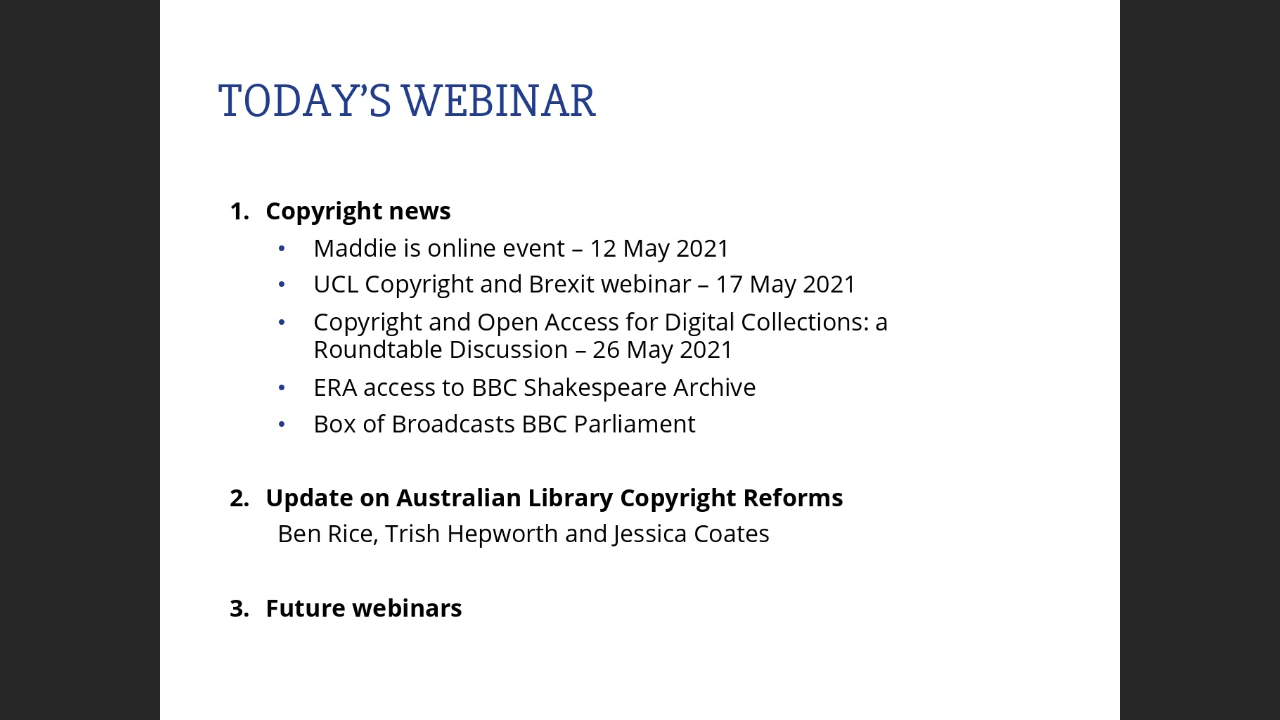 TODAY’S WEBINAR
1. Copyright news
• Maddie is online event – 12 May 2021
• UCL Copyright and Brexit webinar – 17 May 2021
• Copyright and Open Access for Digital Collections: a
Roundtable Discussion – 26 May 2021
• ERA access to BBC Shakespeare Archive
• Box of Broadcasts BBC Parliament
2. Update on Australian Library Copyright Reforms
Ben Rice, Trish Hepworth and Jessica Coates
3. Future webinars